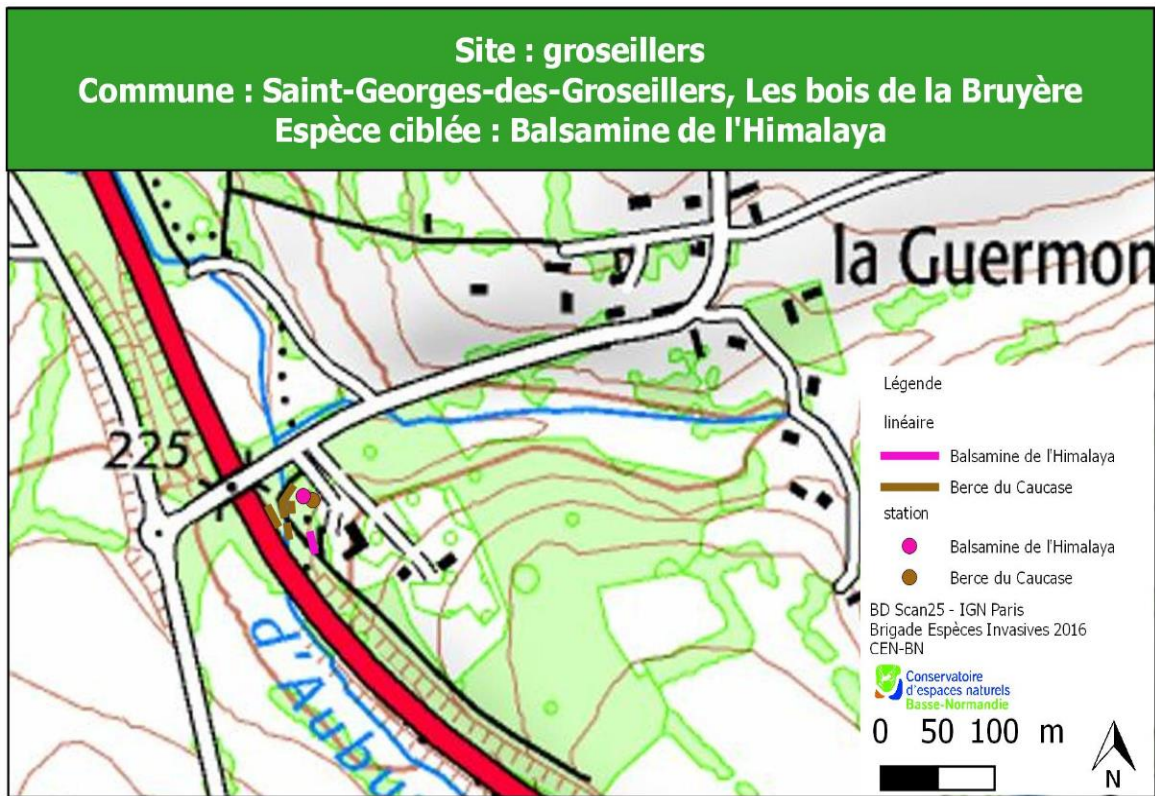 Site : groseillers
Commune : Saint-Georges-des-Groseillers, Les bois de la Bruyère
Espèce ciblée : Balsamine de l'Himalaya
la Guermon
225
d'Aubu
Légende
linéaire
Balsamine de l'Himalaya
Berce du Caucase
station
Balsamine de l'Himalaya
Berce du Caucase
BD Scan25 - IGN Paris
Brigade Espèces Invasives 2016
CEN-BN
Conservatoire
d'espaces naturels
Basse-Normandie
0 50 100 m
N